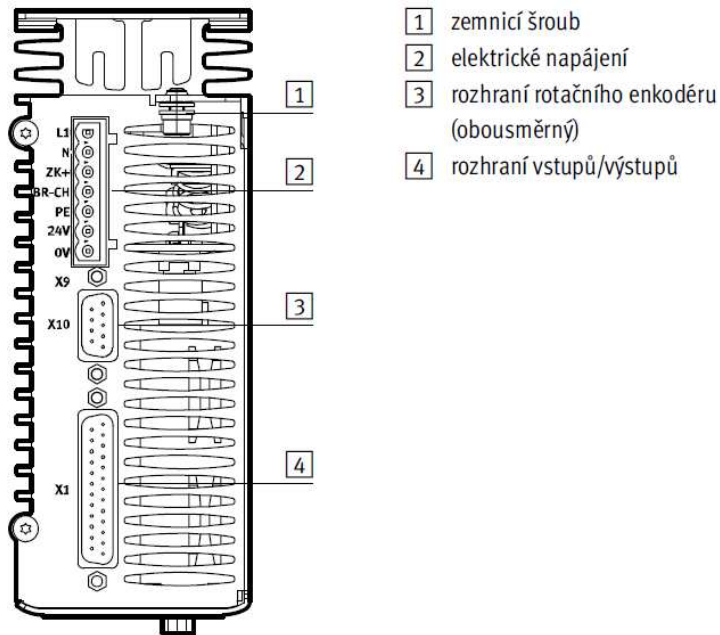 1 zemnicí šroub
2 elektrické napájení
3 rozhraní rotačního enkodéru
(obousměrný)
4 rozhraní vstupů/výstupů
1
2
3
4
L1
N
ZK+
BR-CH
PE
24V
0V
X9
X10
X1